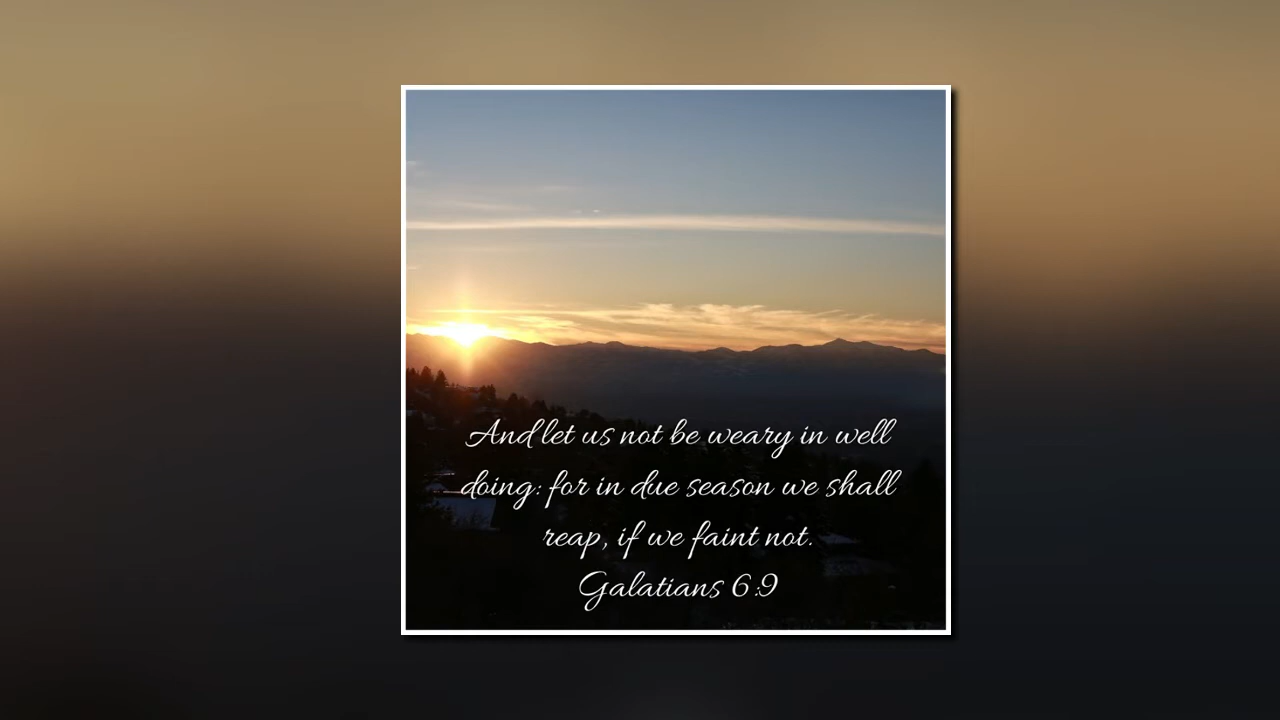 And let us not be weary in well
doing: for in due season we shall
reap, if we faint not.
Galatians 6:9